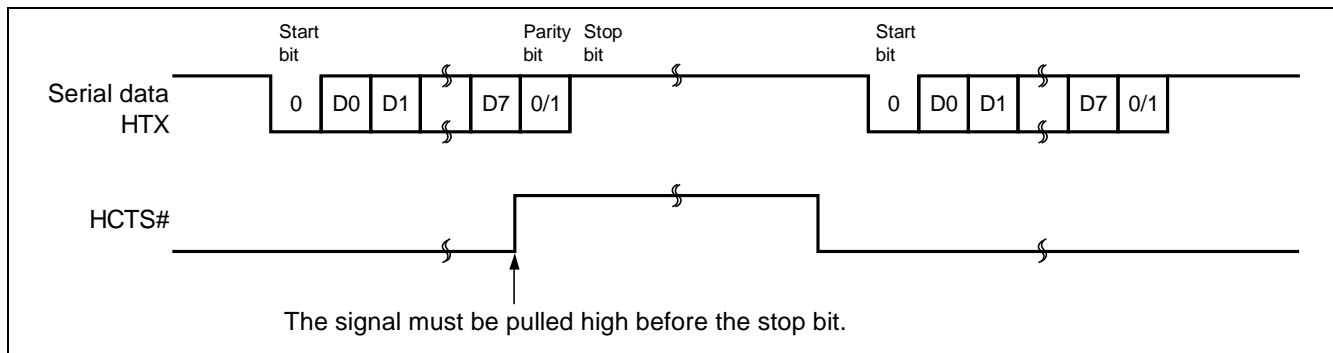 Start bit Parity bit Stop bit Start bit
Serial data HTX 0 D0 D1 D7 0/1 0 D0 D1 D7 0/1
HCTS#
The signal must be pulled high before the stop bit.